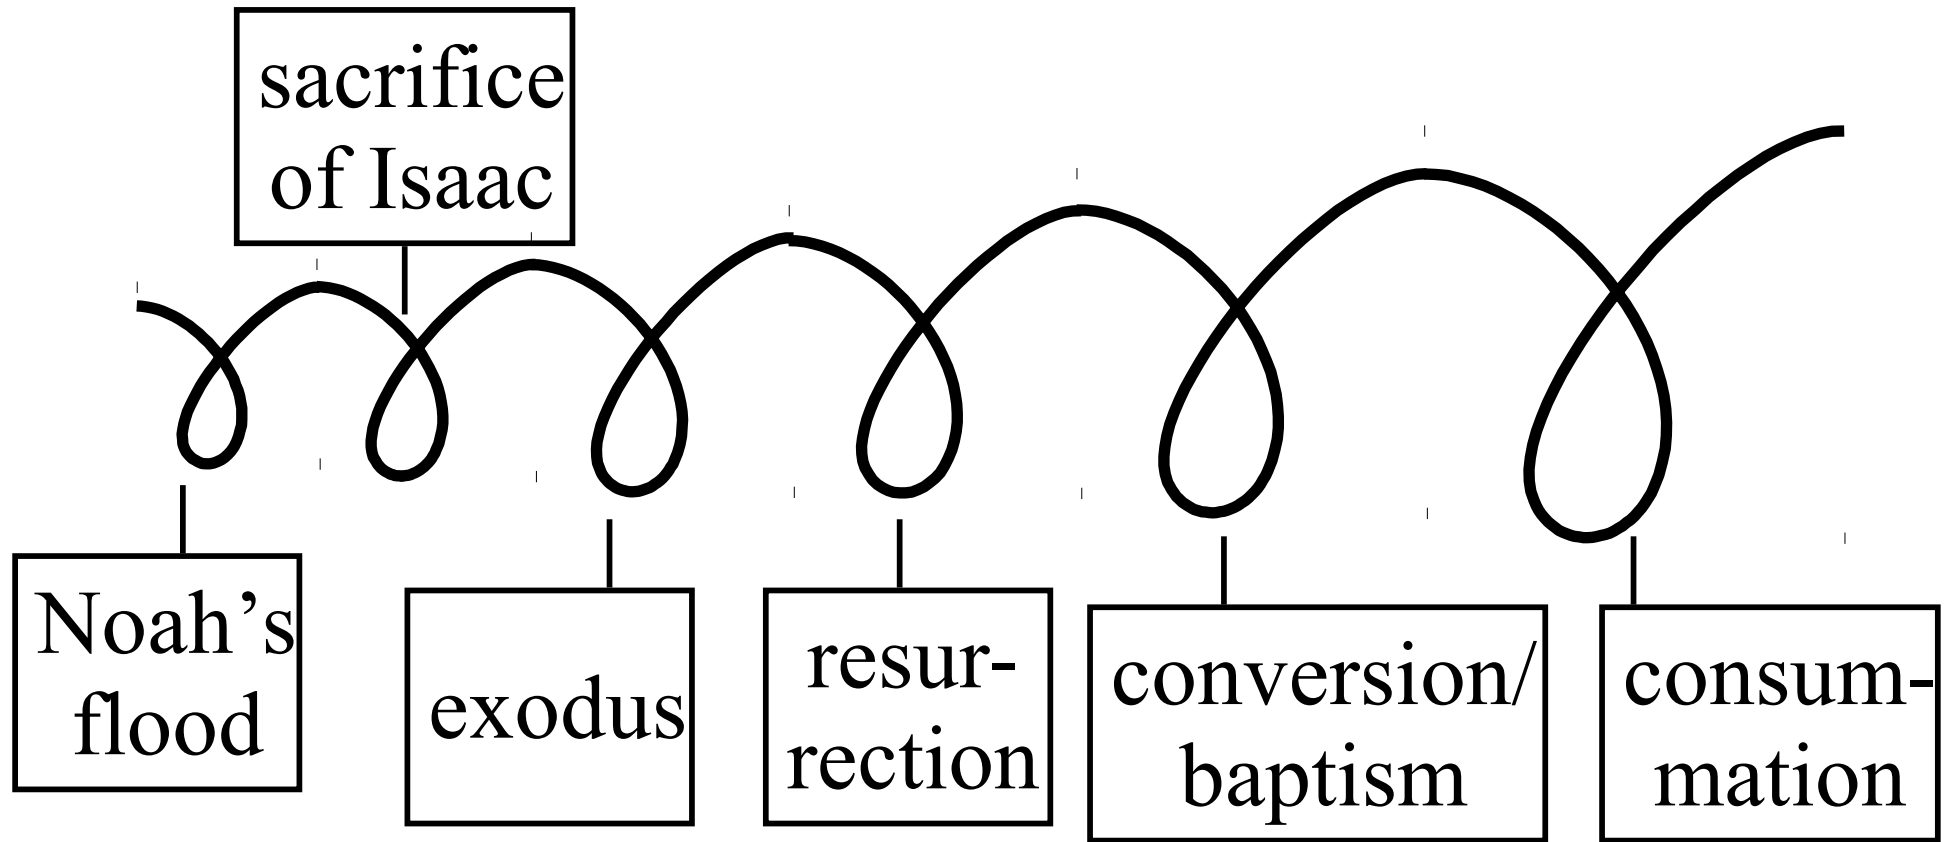 sacrifice
of Isaac
Noah’s
flood
exodus
resur-
rection
conversion/
baptism
consum-
mation